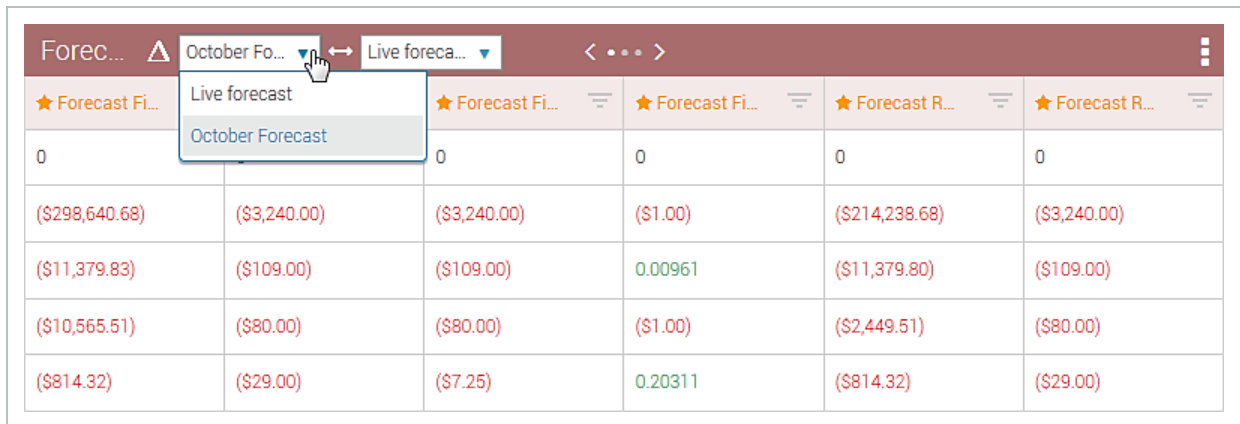 Forec... Δ October Fo... ▼ ↔ Live foreca... ▼ < ••• >
Live forecast
October Forecast
★ Forecast Fi... ★ Forecast Fi... ★ Forecast Fi... ★ Forecast R... ★ Forecast R...
0 0 0 0 0
($298,640.68) ($3,240.00) ($3,240.00) ($1.00) ($214,238.68) ($3,240.00)
($11,379.83) ($109.00) ($109.00) 0.00961 ($11,379.80) ($109.00)
($10,565.51) ($80.00) ($80.00) ($1.00) ($2,449.51) ($80.00)
($814.32) ($29.00) ($7.25) 0.20311 ($814.32) ($29.00)